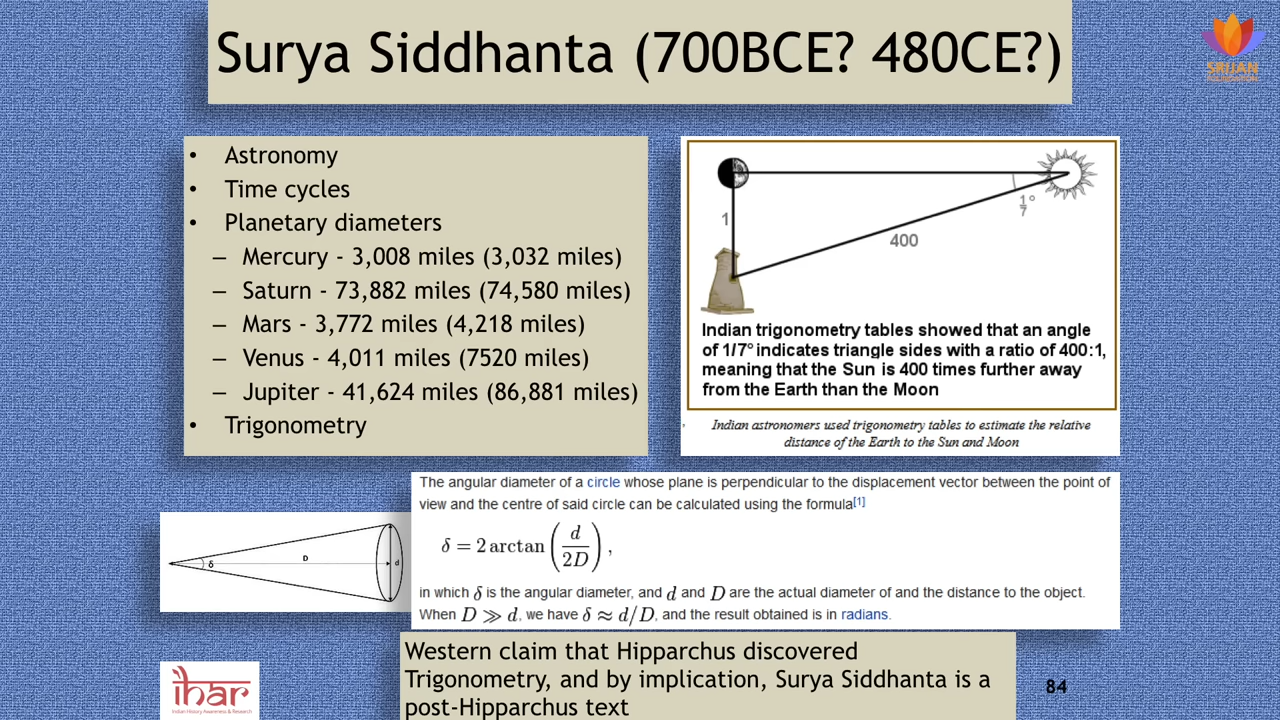 Surya Siddhanta (700BCE? 480CE?)
SRIJAN
FOUNDATION
• Astronomy
• Time cycles
• Planetary diameters
– Mercury - 3,008 miles (3,032 miles)
– Saturn - 73,882 miles (74,580 miles)
– Mars - 3,772 miles (4,218 miles)
– Venus - 4,011 miles (7520 miles)
– Jupiter - 41,624 miles (86,881 miles)
• Trigonometry
1
1/7°
400
Indian trigonometry tables showed that an angle
of 1/7° indicates triangle sides with a ratio of 400:1,
meaning that the Sun is 400 times further away
from the Earth than the Moon
Indian astronomers used trigonometry tables to estimate the relative
distance of the Earth to the Sun and Moon
The angular diameter of a circle whose plane is perpendicular to the displacement vector between the point of
view and the centre of said circle can be calculated using the formula[1]
δ = 2 arctan (d/2D) ,
in which δ is the angular diameter, and d and D are the actual diameter of and the distance to the object.
When D ≫ d, we have δ ≈ d/D, and the result obtained is in radians.
δ
D
d
Western claim that Hipparchus discovered
Trigonometry, and by implication, Surya Siddhanta is a
post-Hipparchus text
84
ihar
Indian History Awareness & Research